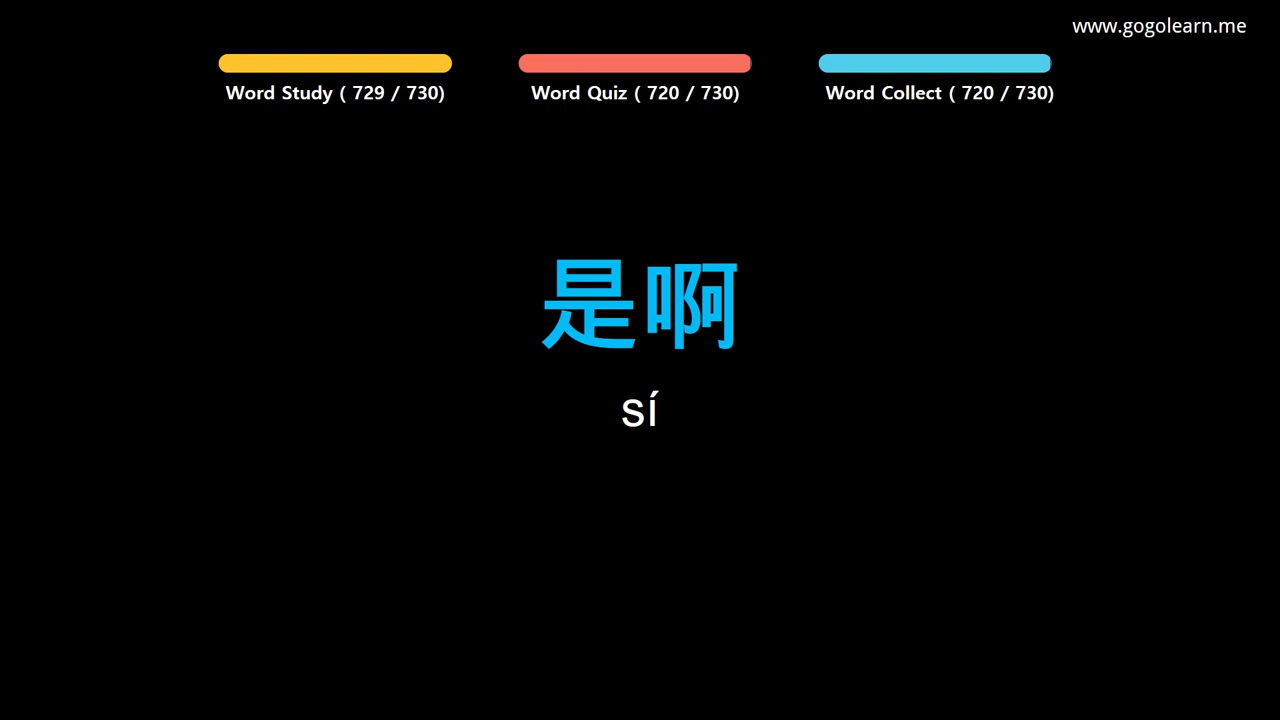 www.gogolearn.me
Word Study ( 729 / 730)
Word Quiz ( 720 / 730)
Word Collect ( 720 / 730)
是啊
sí